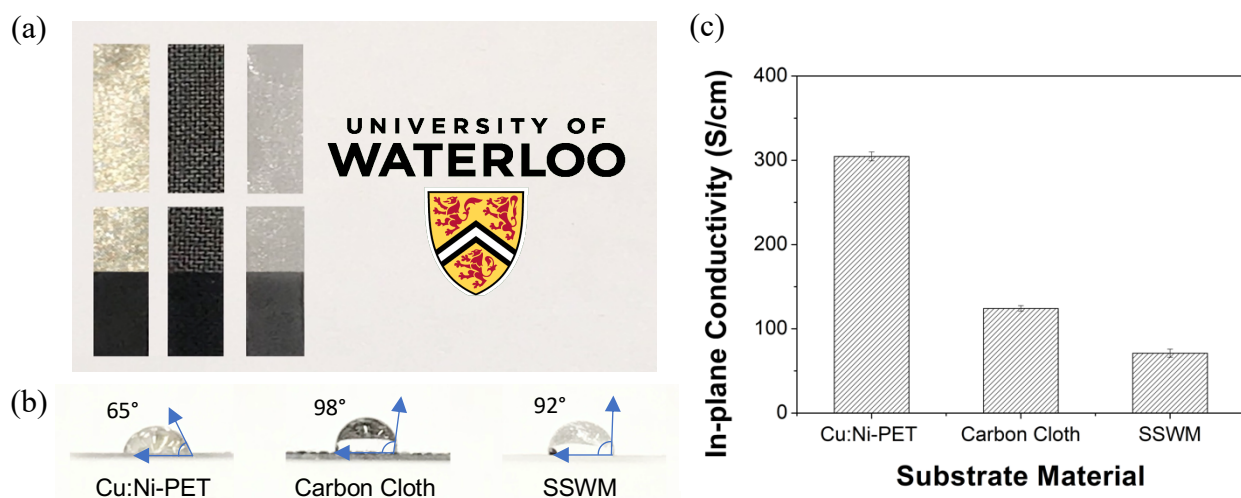 (a)
UNIVERSITY OF
WATERLOO
(b)
65°
98°
92°
Cu:Ni-PET
Carbon Cloth
SSWM
(c)
In-plane Conductivity (S/cm)
400
300
200
100
0
Cu:Ni-PET
Carbon Cloth
SSWM
Substrate Material